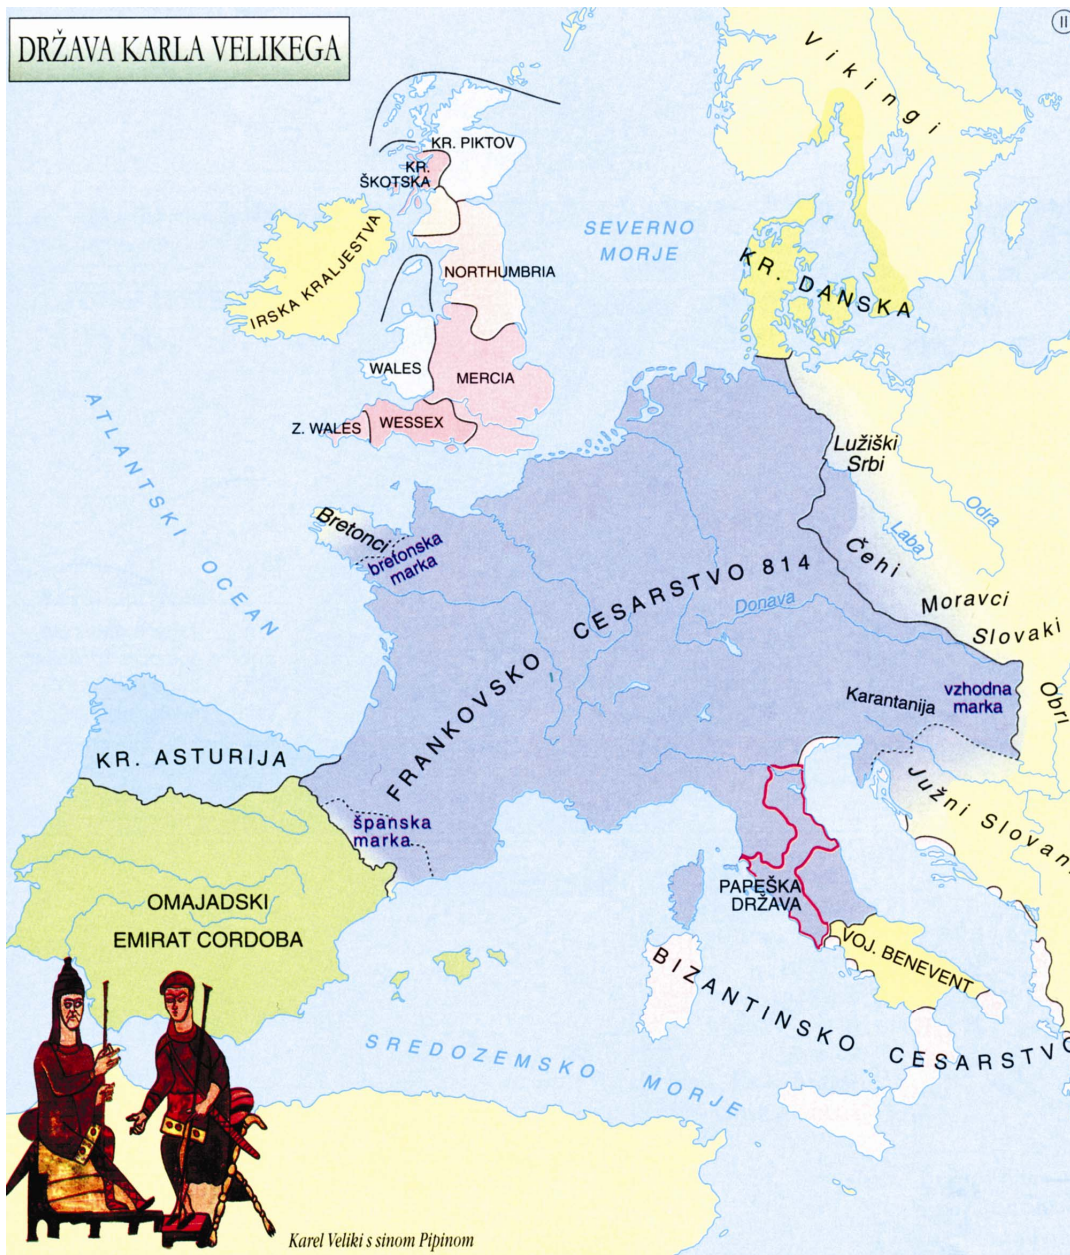 II
DRŽAVA KARLA VELIKEGA
Vikingi
KR. PIKTOV
KR.
ŠKOTSKA
IRSKA KRALJESTVA
SEVERNO
MORJE
KR. DANSKA
NORTHUMBRIA
WALES
MERCIA
Z. WALES
WESSEX
ATLANTSKI OCEAN
Lužiški
Srbi
Odra
Laba
Bretonci
bretonska
marka
Čehi
FRANKOVSKO CESARSTVO 814
Donava
Moravci
Slovaki
Obri
Karantanija
vzhodna
marka
KR. ASTURIJA
Južni Slovani
španska
marka
PAPEŠKA
DRŽAVA
OMAJADSKI
EMIRAT CORDOBA
VOJ. BENEVENT
BIZANTINSKO CESARSTVO
SREDOZEMSKO MORJE
Karel Veliki s sinom Pipinom